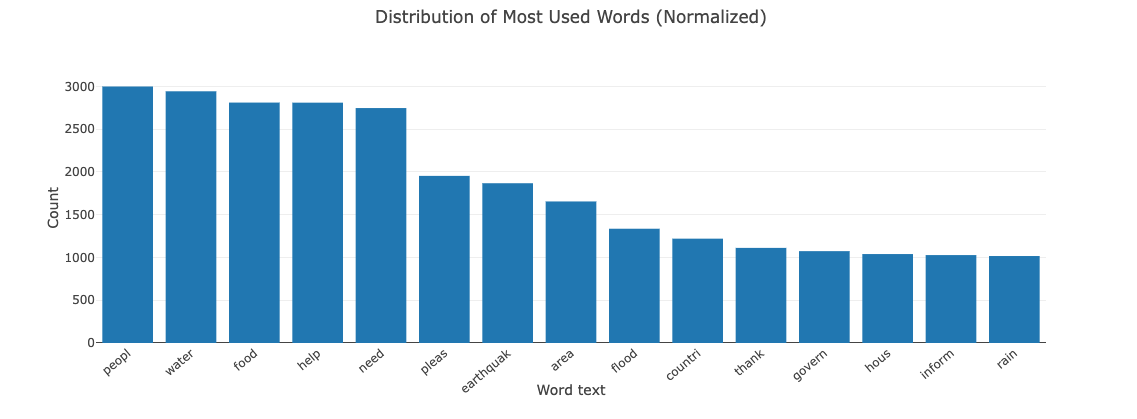 Distribution of Most Used Words (Normalized)
3000
2500
2000
1500
1000
500
0
Count
peopl
water
food
help
need
pleas
earthquak
area
flood
countri
thank
govern
hous
inform
rain
Word text